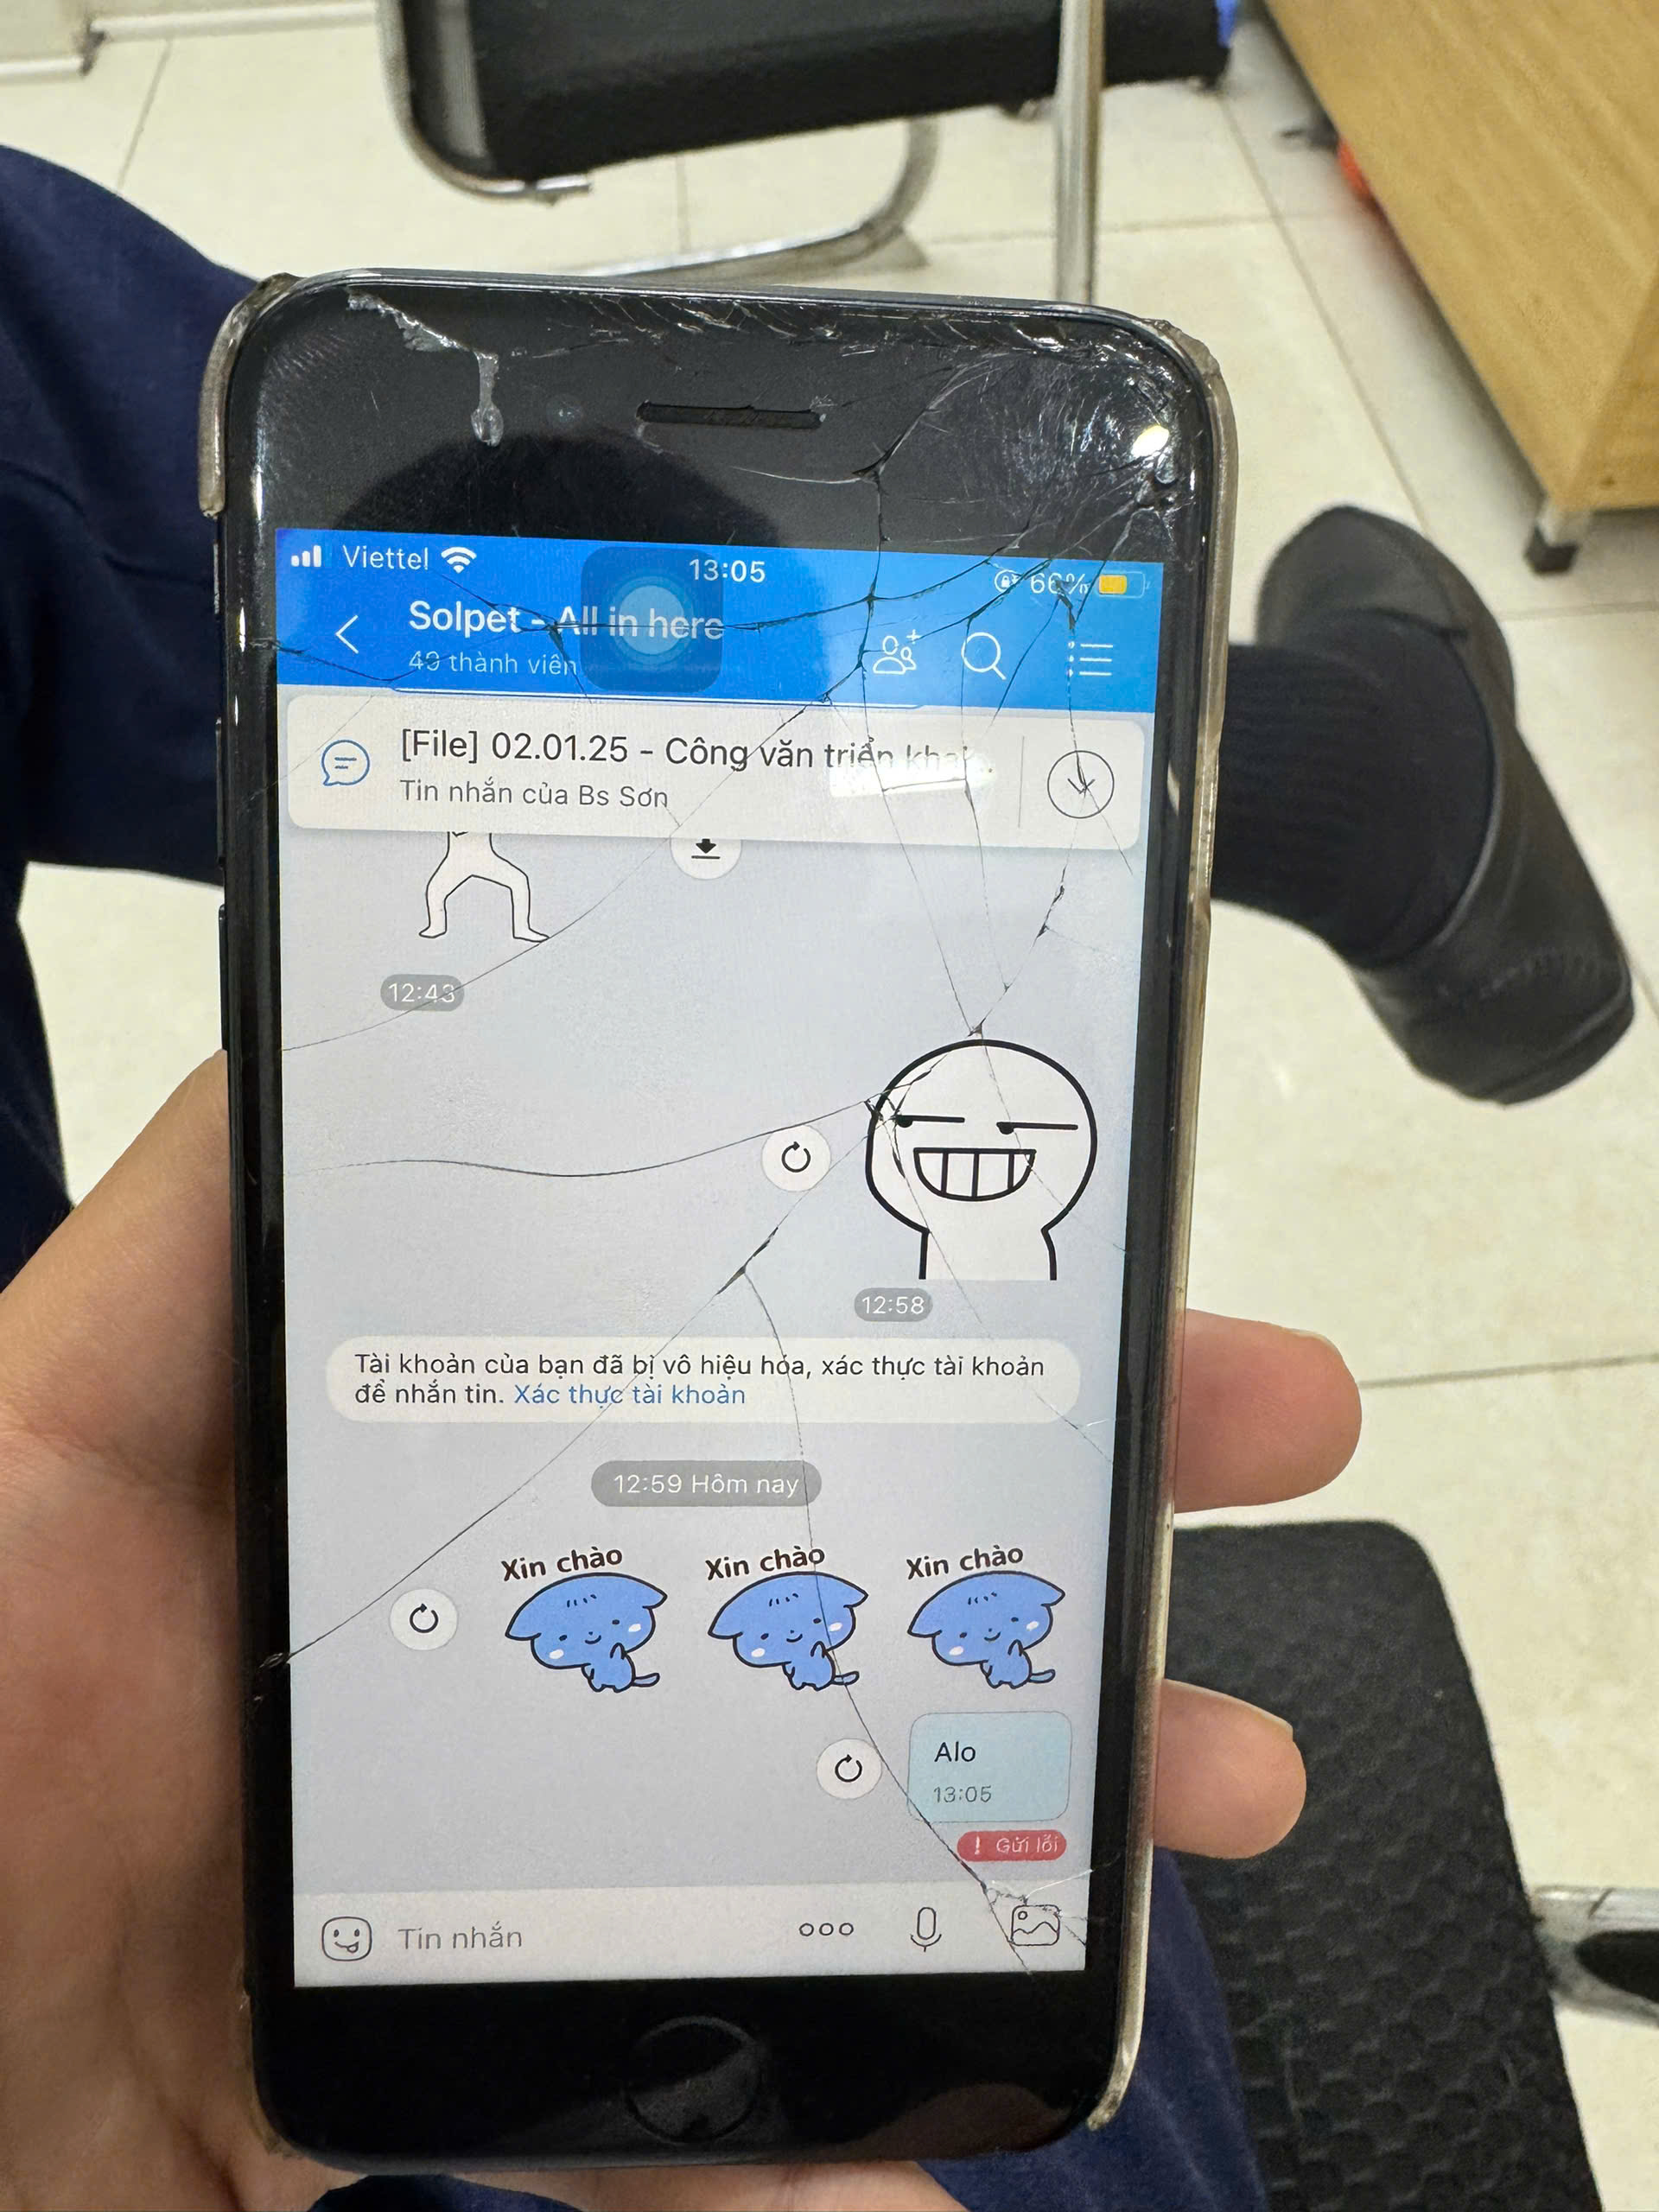 Viettel
13:05
66%
Solpet - All in here
49 thành viên
[File] 02.01.25 - Công văn triển khai...
Tin nhắn của Bs Sơn
12:43
12:58
Tài khoản của bạn đã bị vô hiệu hóa, xác thực tài khoản
để nhắn tin. Xác thực tài khoản
12:59 Hôm nay
Xin chào
Xin chào
Xin chào
Alo
13:05
! Gửi lỗi
Tin nhắn